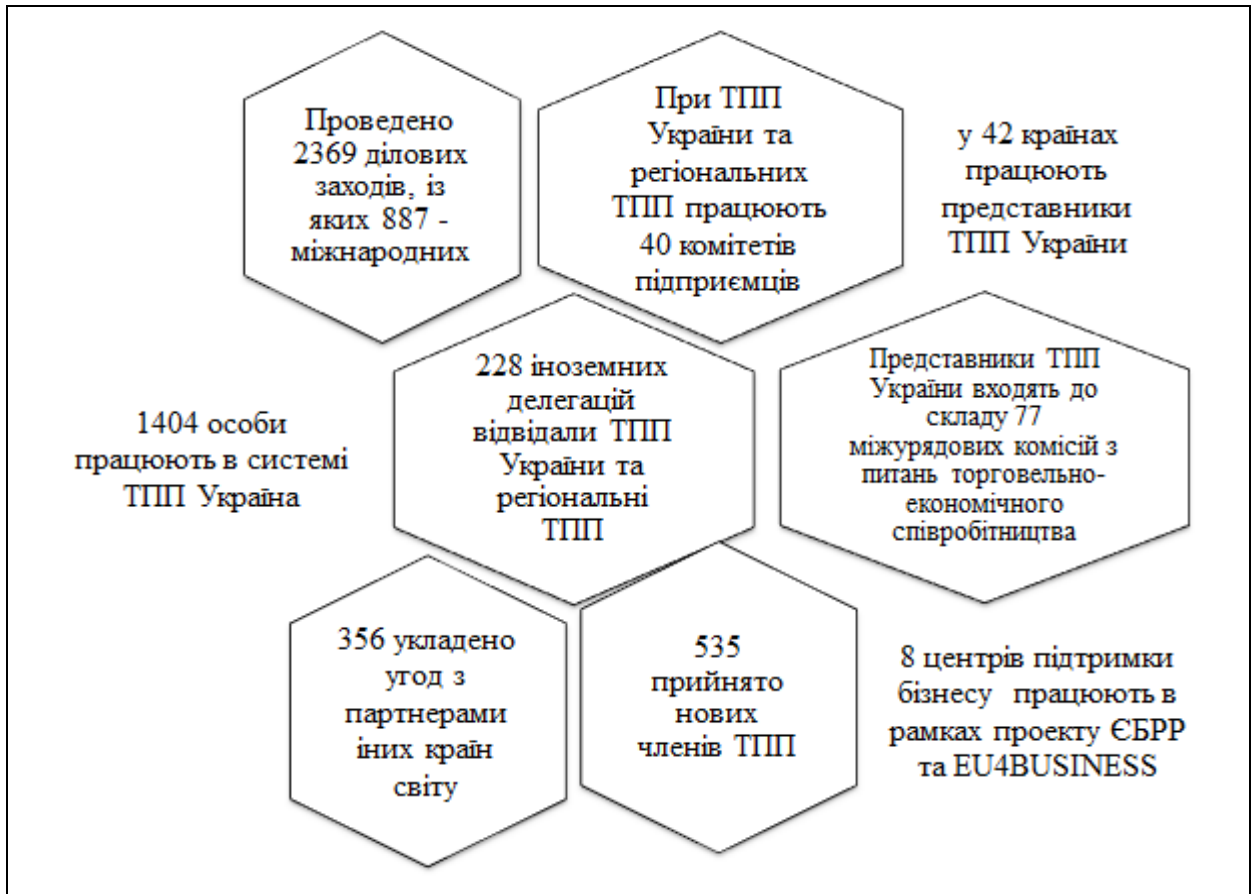 Проведено
2369 ділових
заходів, із
яких 887 -
міжнародних
При ТПП
України та
регіональних
ТПП працюють
40 комітетів
підприємців
у 42 країнах
працюють
представники
ТПП України
1404 особи
працюють в системі
ТПП Україна
228 іноземних
делегацій
відвідали ТПП
України та
регіональні
ТПП
Представники ТПП
України входять до
складу 77
міжурядових комісій з
питань торговельно-
економічного
співробітництва
356 укладено
угод з
партнерами
іних країн
світу
535
прийнято
нових
членів ТПП
8 центрів підтримки
бізнесу працюють в
рамках проекту ЄБРР
та EU4BUSINESS